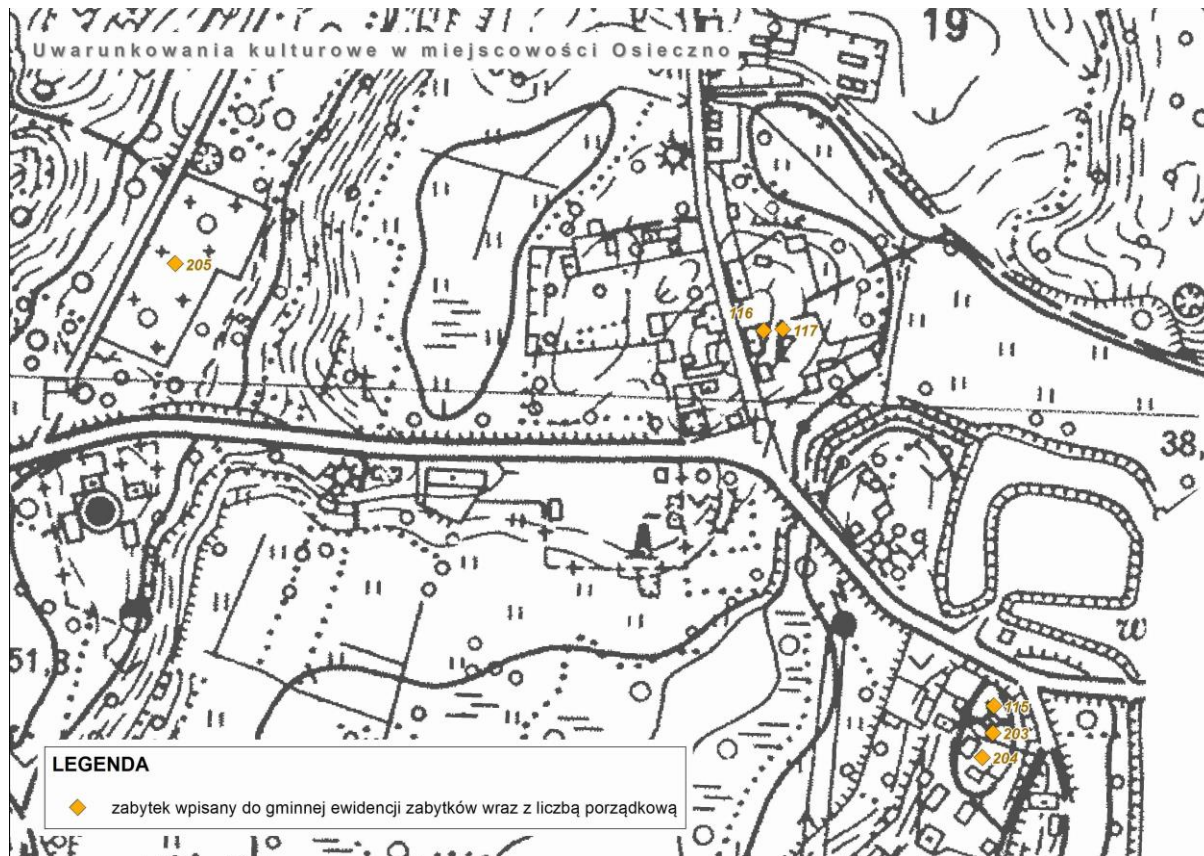 Uwarunkowania kulturowe w miejscowości Osieczno
19
205
116
117
38,
51,8
w
115
203
204
LEGENDA
zabytek wpisany do gminnej ewidencji zabytków wraz z liczbą porządkową